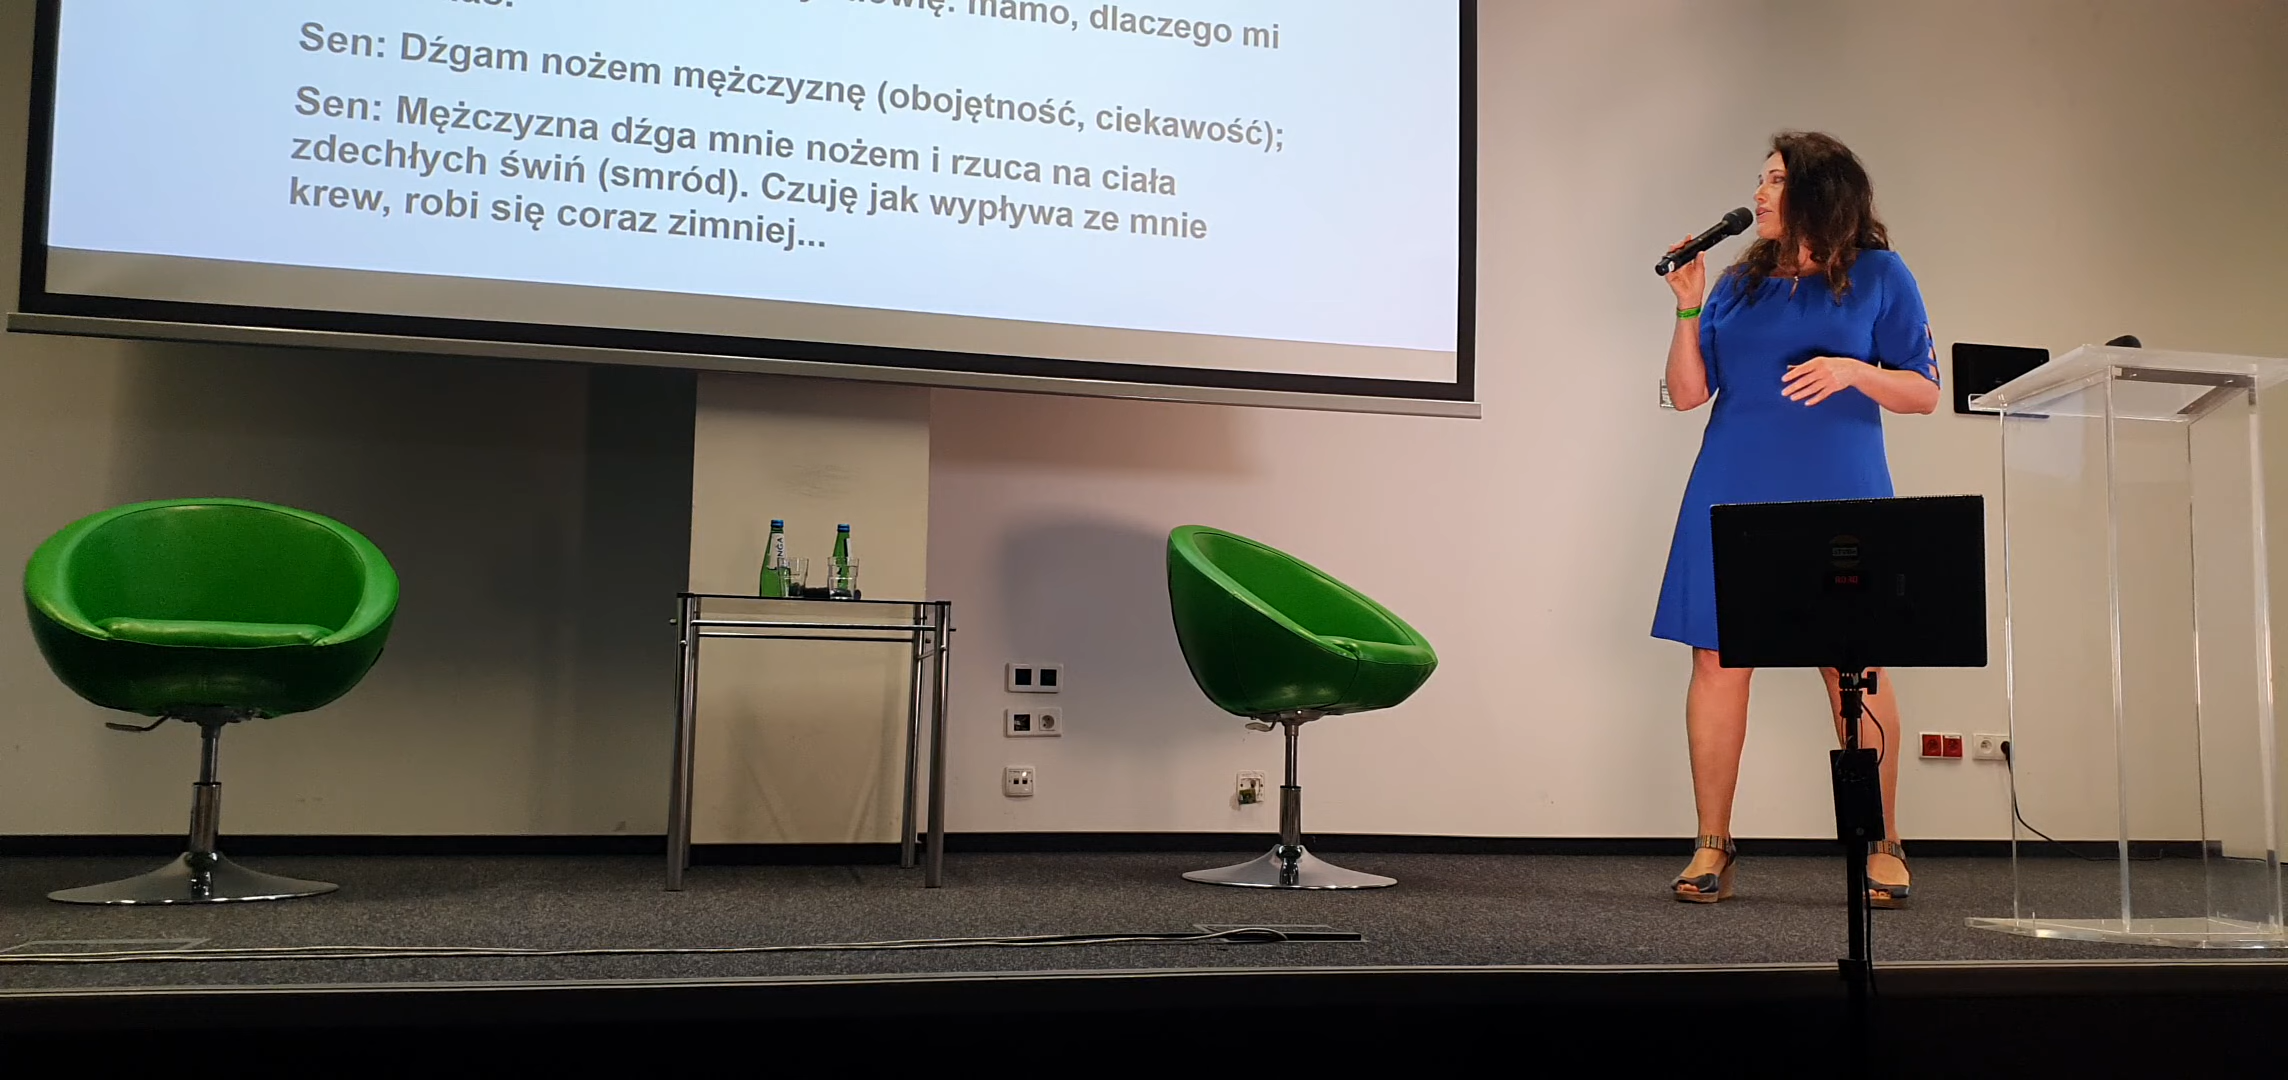 mamo, dlaczego mi
Sen: Dźgam nożem mężczyznę (obojętność, ciekawość);
Sen: Mężczyzna dźga mnie nożem i rzuca na ciała
zdechłych świń (smród). Czuję jak wypływa ze mnie
krew, robi się coraz zimniej...